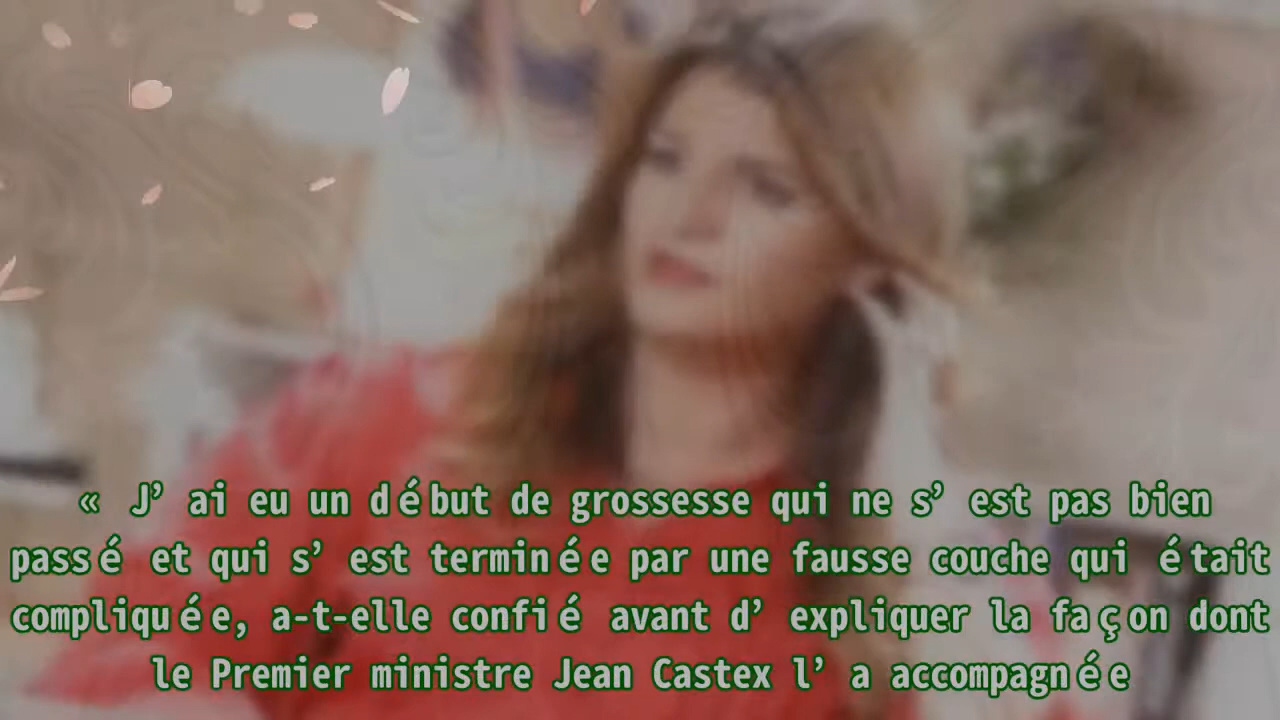 « J’ ai eu un début de grossesse qui ne s’ est pas bien
passé et qui s’ est terminée par une fausse couche qui était
compliquée, a-t-elle confié avant d’ expliquer la façon dont
le Premier ministre Jean Castex l’ a accompagnée